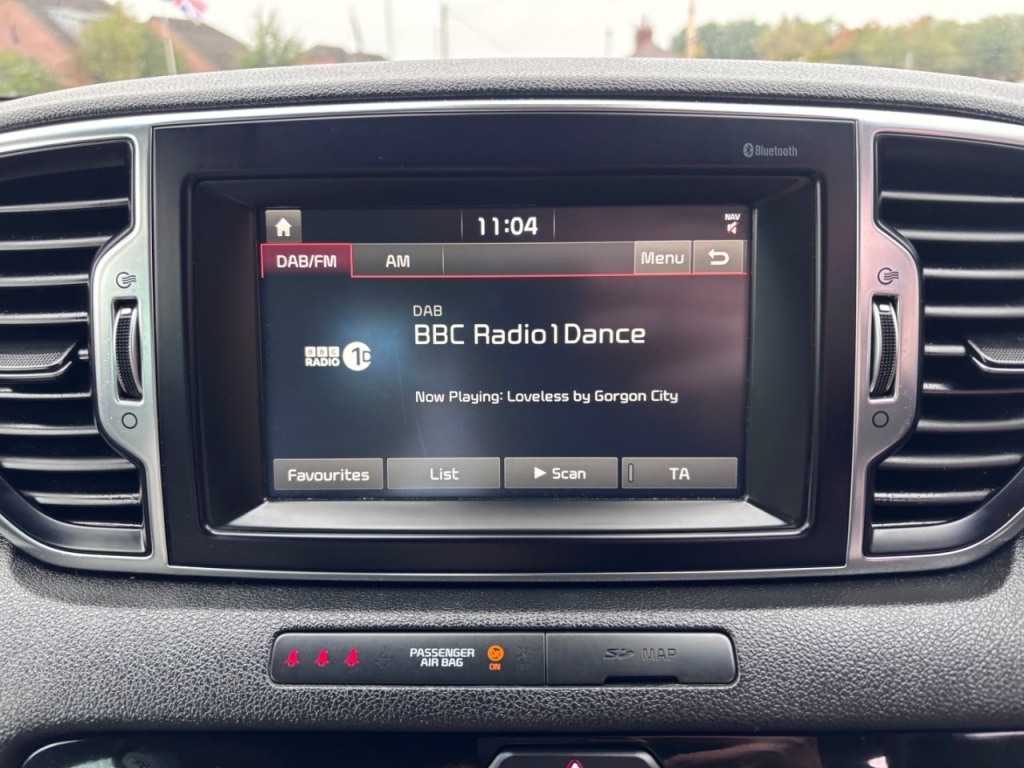 Bluetooth
11:04
NAV
DAB/FM
AM
Menu
DAB
BBC Radio1Dance
BBC
RADIO 1D
Now Playing: Loveless by Gorgon City
Favourites
List
Scan
TA
PASSENGER
AIR BAG
ON
SD MAP